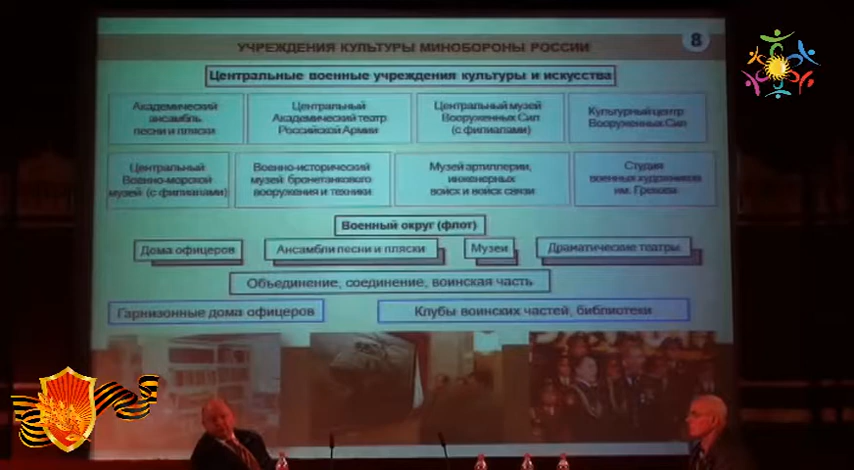 8
УЧРЕЖДЕНИЯ КУЛЬТУРЫ МИНОБОРОНЫ РОССИИ
Центральные военные учреждения культуры и искусства
Академический
ансамбль
песни и пляски
Центральный
Академический театр
Российской Армии
Центральный музей
Вооруженных Сил
(с филиалами)
Культурный центр
Вооруженных Сил
Центральный
Военно-морской
музей (с филиалами)
Военно-исторический
музей бронетанкового
вооружения и техники
Музей артиллерии,
инженерных
войск и войск связи
Студия
военных художников
им. Грекова
Военный округ (флот)
Дома офицеров
Ансамбли песни и пляски
Музеи
Драматические театры
Объединение, соединение, воинская часть
Гарнизонные дома офицеров
Клубы воинских частей, библиотеки